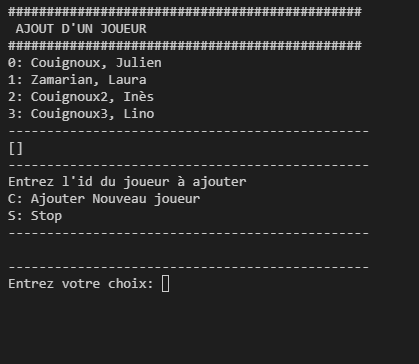 ##############################################
 AJOUT D'UN JOUEUR
##############################################
0: Couignoux, Julien
1: Zamarian, Laura
2: Couignoux2, Inès
3: Couignoux3, Lino
-----------------------------------------------
[]
-----------------------------------------------
Entrez l'id du joueur à ajouter
C: Ajouter Nouveau joueur
S: Stop
-----------------------------------------------
-----------------------------------------------
Entrez votre choix: